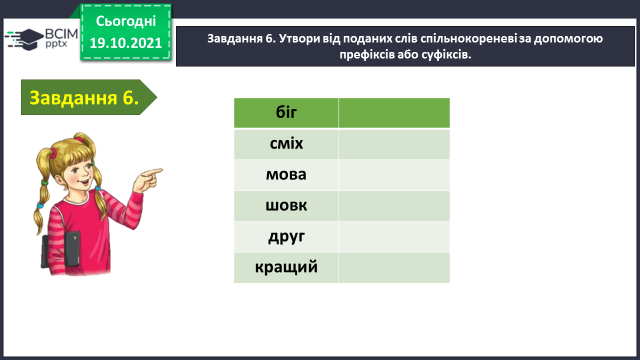 Сьогодні
19.10.2021
ВСІМ
pptx
Завдання 6. Утвори від поданих слів спільнокореневі за допомогою
префіксів або суфіксів.
Завдання 6.
біг
сміх
мова
шовк
друг
кращий